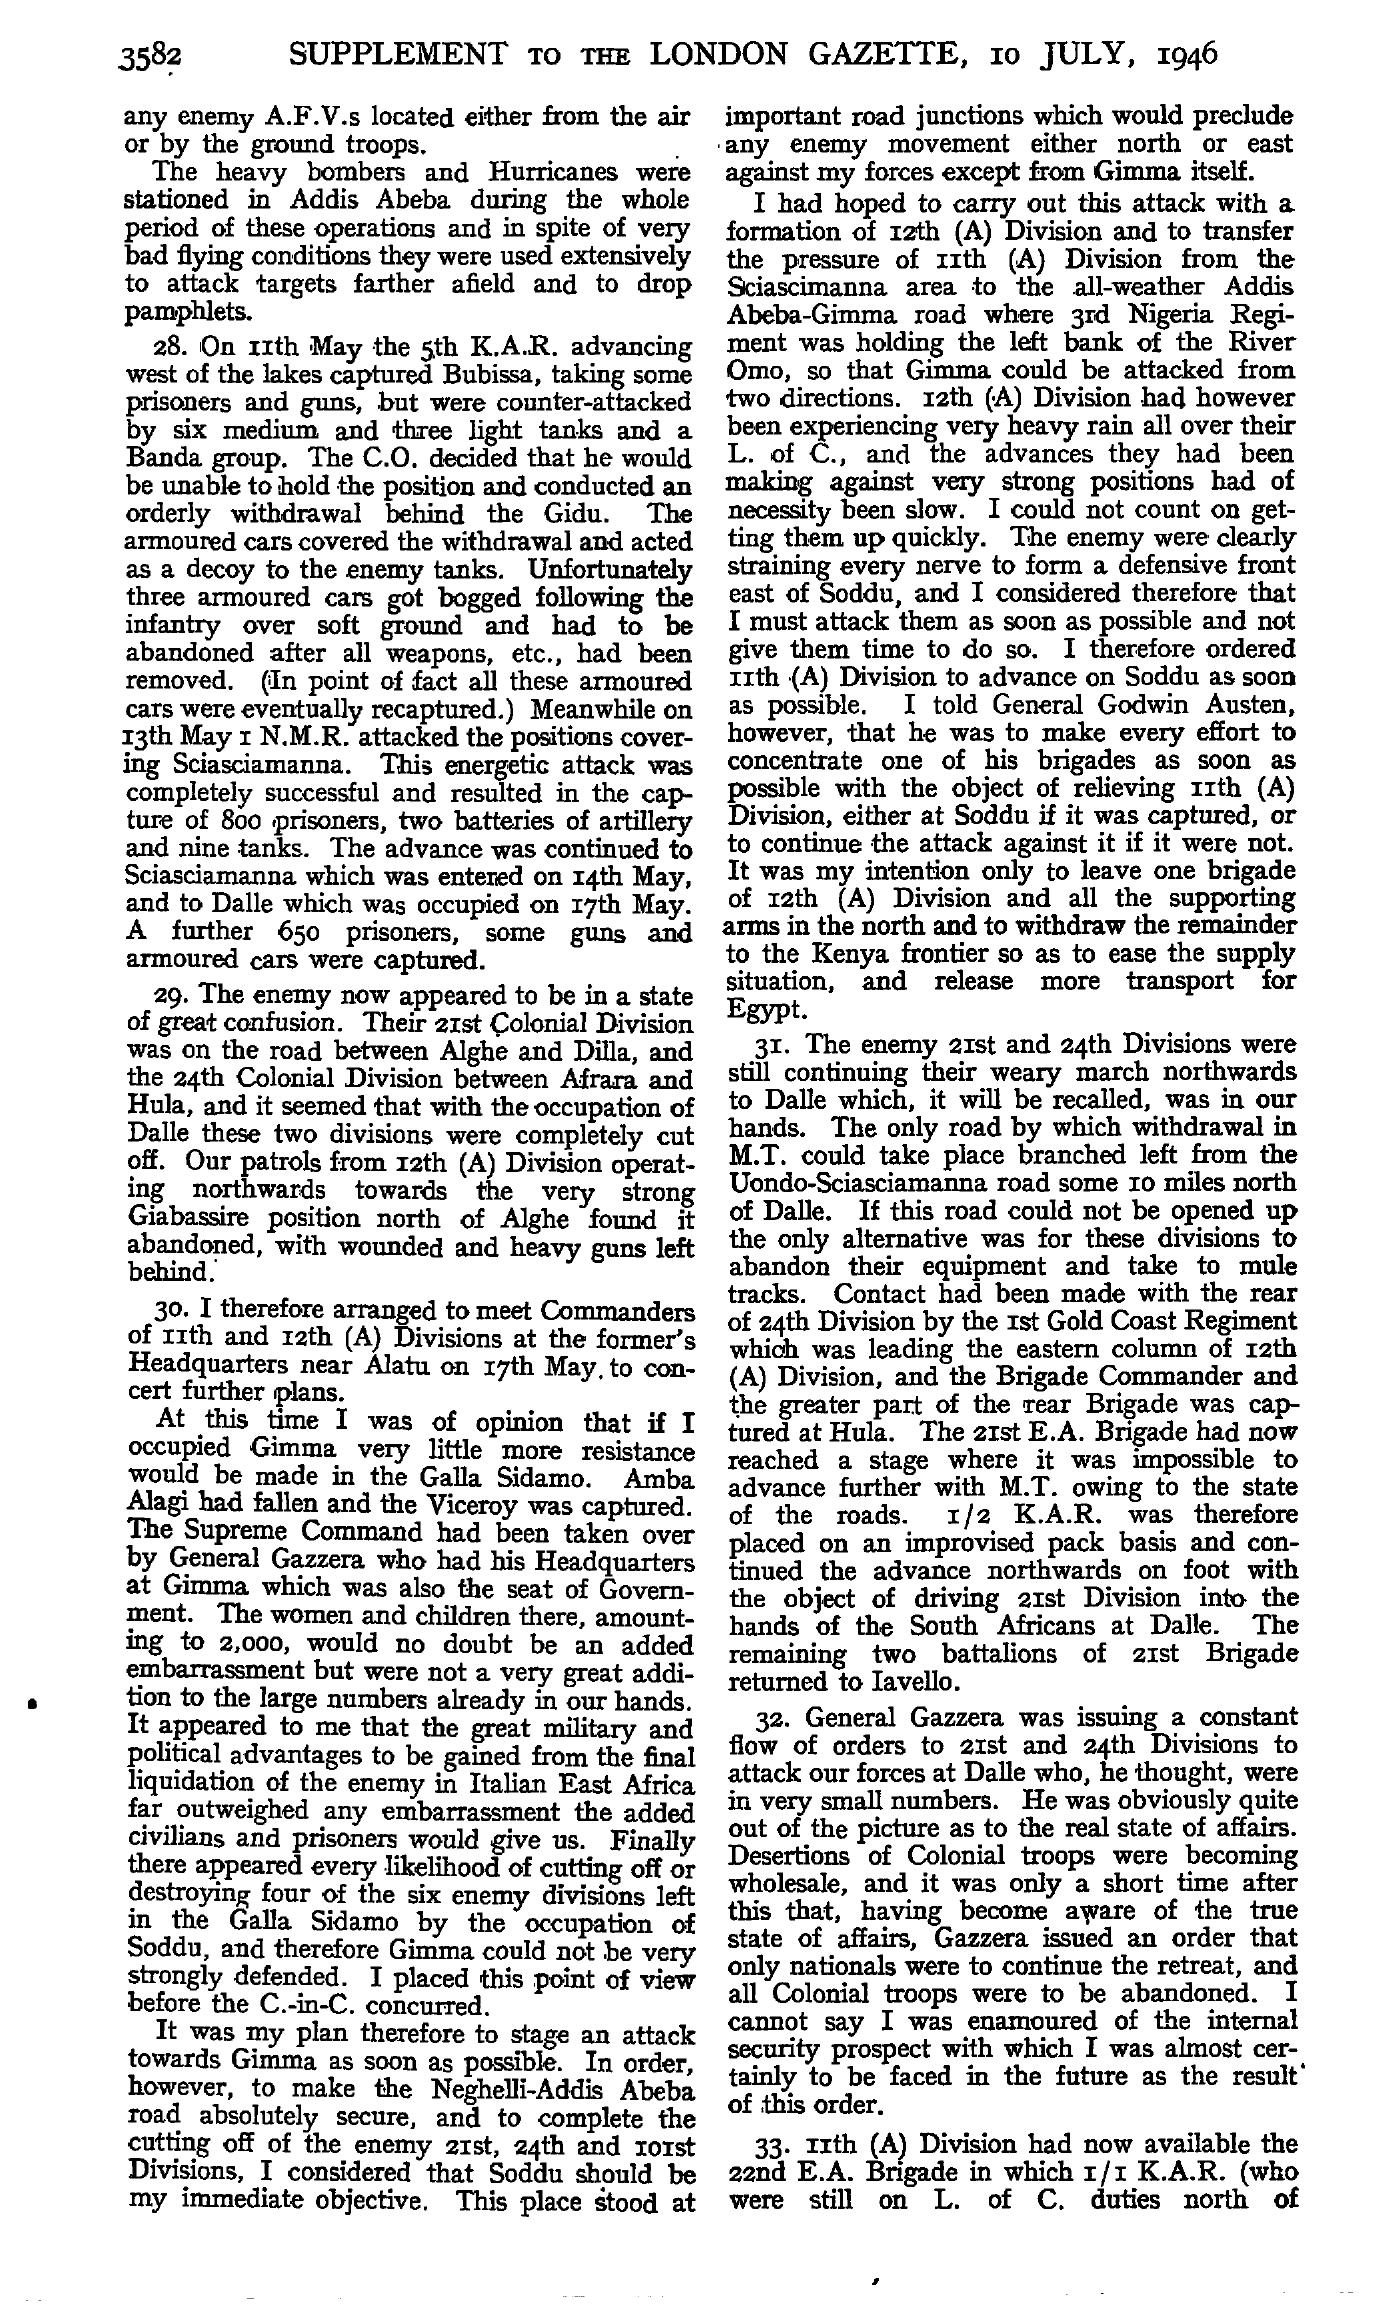 3582 SUPPLEMENT TO THE LONDON GAZETTE, 10 JULY, 1946
any enemy A.F.V.s located either from the air
or by the ground troops.
The heavy bombers and Hurricanes were
stationed in Addis Abeba during the whole
period of these operations and in spite of very
bad flying conditions they were used extensively
to attack targets farther afield and to drop
pamphlets.
28. On 11th May the 5th K.A.R. advancing
west of the lakes captured Bubissa, taking some
prisoners and guns, but were counter-attacked
by six medium and three light tanks and a
Banda group. The C.O. decided that he would
be unable to hold the position and conducted an
orderly withdrawal behind the Gidu. The
armoured cars covered the withdrawal and acted
as a decoy to the enemy tanks. Unfortunately
three armoured cars got bogged following the
infantry over soft ground and had to be
abandoned after all weapons, etc., had been
removed. (In point of fact all these armoured
cars were eventually recaptured.) Meanwhile on
13th May 1 N.M.R. attacked the positions cover-
ing Sciasciamanna. This energetic attack was
completely successful and resulted in the cap-
ture of 800 prisoners, two batteries of artillery
and nine tanks. The advance was continued to
Sciasciamanna which was entered on 14th May,
and to Dalle which was occupied on 17th May.
A further 650 prisoners, some guns and
armoured cars were captured.
29. The enemy now appeared to be in a state
of great confusion. Their 21st Colonial Division
was on the road between Alghe and Dilla, and
the 24th Colonial Division between Afrara and
Hula, and it seemed that with the occupation of
Dalle these two divisions were completely cut
off. Our patrols from 12th (A) Division operat-
ing northwards towards the very strong
Giabassire position north of Alghe found it
abandoned, with wounded and heavy guns left
behind.
30. I therefore arranged to meet Commanders
of 11th and 12th (A) Divisions at the former's
Headquarters near Alatu on 17th May to con-
cert further plans.
At this time I was of opinion that if I
occupied Gimma very little more resistance
would be made in the Galla Sidamo. Amba
Alagi had fallen and the Viceroy was captured.
The Supreme Command had been taken over
by General Gazzera who had his Headquarters
at Gimma which was also the seat of Govern-
ment. The women and children there, amount-
ing to 2,000, would no doubt be an added
embarrassment but were not a very great addi-
tion to the large numbers already in our hands.
It appeared to me that the great military and
political advantages to be gained from the final
liquidation of the enemy in Italian East Africa
far outweighed any embarrassment the added
civilians and prisoners would give us. Finally
there appeared every likelihood of cutting off or
destroying four of the six enemy divisions left
in the Galla Sidamo by the occupation of
Soddu, and therefore Gimma could not be very
strongly defended. I placed this point of view
before the C.-in-C. concurred.
It was my plan therefore to stage an attack
towards Gimma as soon as possible. In order,
however, to make the Neghelli-Addis Abeba
road absolutely secure, and to complete the
cutting off of the enemy 21st, 24th and 101st
Divisions, I considered that Soddu should be
my immediate objective. This place stood at
important road junctions which would preclude
any enemy movement either north or east
against my forces except from Gimma itself.
I had hoped to carry out this attack with a
formation of 12th (A) Division and to transfer
the pressure of 11th (A) Division from the
Sciascimanna area to the all-weather Addis
Abeba-Gimma road where 3rd Nigeria Regi-
ment was holding the left bank of the River
Omo, so that Gimma could be attacked from
two directions. 12th (A) Division had however
been experiencing very heavy rain all over their
L. of C., and the advances they had been
making against very strong positions had of
necessity been slow. I could not count on get-
ting them up quickly. The enemy were clearly
straining every nerve to form a defensive front
east of Soddu, and I considered therefore that
I must attack them as soon as possible and not
give them time to do so. I therefore ordered
11th (A) Division to advance on Soddu as soon
as possible. I told General Godwin Austen,
however, that he was to make every effort to
concentrate one of his brigades as soon as
possible with the object of relieving 11th (A)
Division, either at Soddu if it was captured, or
to continue the attack against it if it were not.
It was my intention only to leave one brigade
of 12th (A) Division and all the supporting
arms in the north and to withdraw the remainder
to the Kenya frontier so as to ease the supply
situation, and release more transport for
Egypt.
31. The enemy 21st and 24th Divisions were
still continuing their weary march northwards
to Dalle which, it will be recalled, was in our
hands. The only road by which withdrawal in
M.T. could take place branched left from the
Uondo-Sciasciamanna road some 10 miles north
of Dalle. If this road could not be opened up
the only alternative was for these divisions to
abandon their equipment and take to mule
tracks. Contact had been made with the rear
of 24th Division by the 1st Gold Coast Regiment
which was leading the eastern column of 12th
(A) Division, and the Brigade Commander and
the greater part of the rear Brigade was cap-
tured at Hula. The 21st E.A. Brigade had now
reached a stage where it was impossible to
advance further with M.T. owing to the state
of the roads. 1/2 K.A.R. was therefore
placed on an improvised pack basis and con-
tinued the advance northwards on foot with
the object of driving 21st Division into the
hands of the South Africans at Dalle. The
remaining two battalions of 21st Brigade
returned to Iavello.
32. General Gazzera was issuing a constant
flow of orders to 21st and 24th Divisions to
attack our forces at Dalle who, he thought, were
in very small numbers. He was obviously quite
out of the picture as to the real state of affairs.
Desertions of Colonial troops were becoming
wholesale, and it was only a short time after
this that, having become aware of the true
state of affairs, Gazzera issued an order that
only nationals were to continue the retreat, and
all Colonial troops were to be abandoned. I
cannot say I was enamoured of the internal
security prospect with which I was almost cer-
tainly to be faced in the future as the result
of this order.
33. 11th (A) Division had now available the
22nd E.A. Brigade in which 1/1 K.A.R. (who
were still on L. of C. duties north of